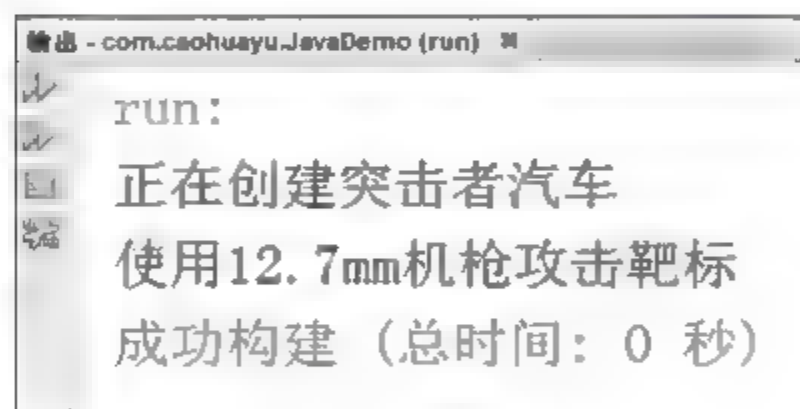 输出 - com.caohuayu.JavaDemo (run)
run:
正在创建突击者汽车
使用12.7mm机枪攻击靶标
成功构建 (总时间: 0 秒)